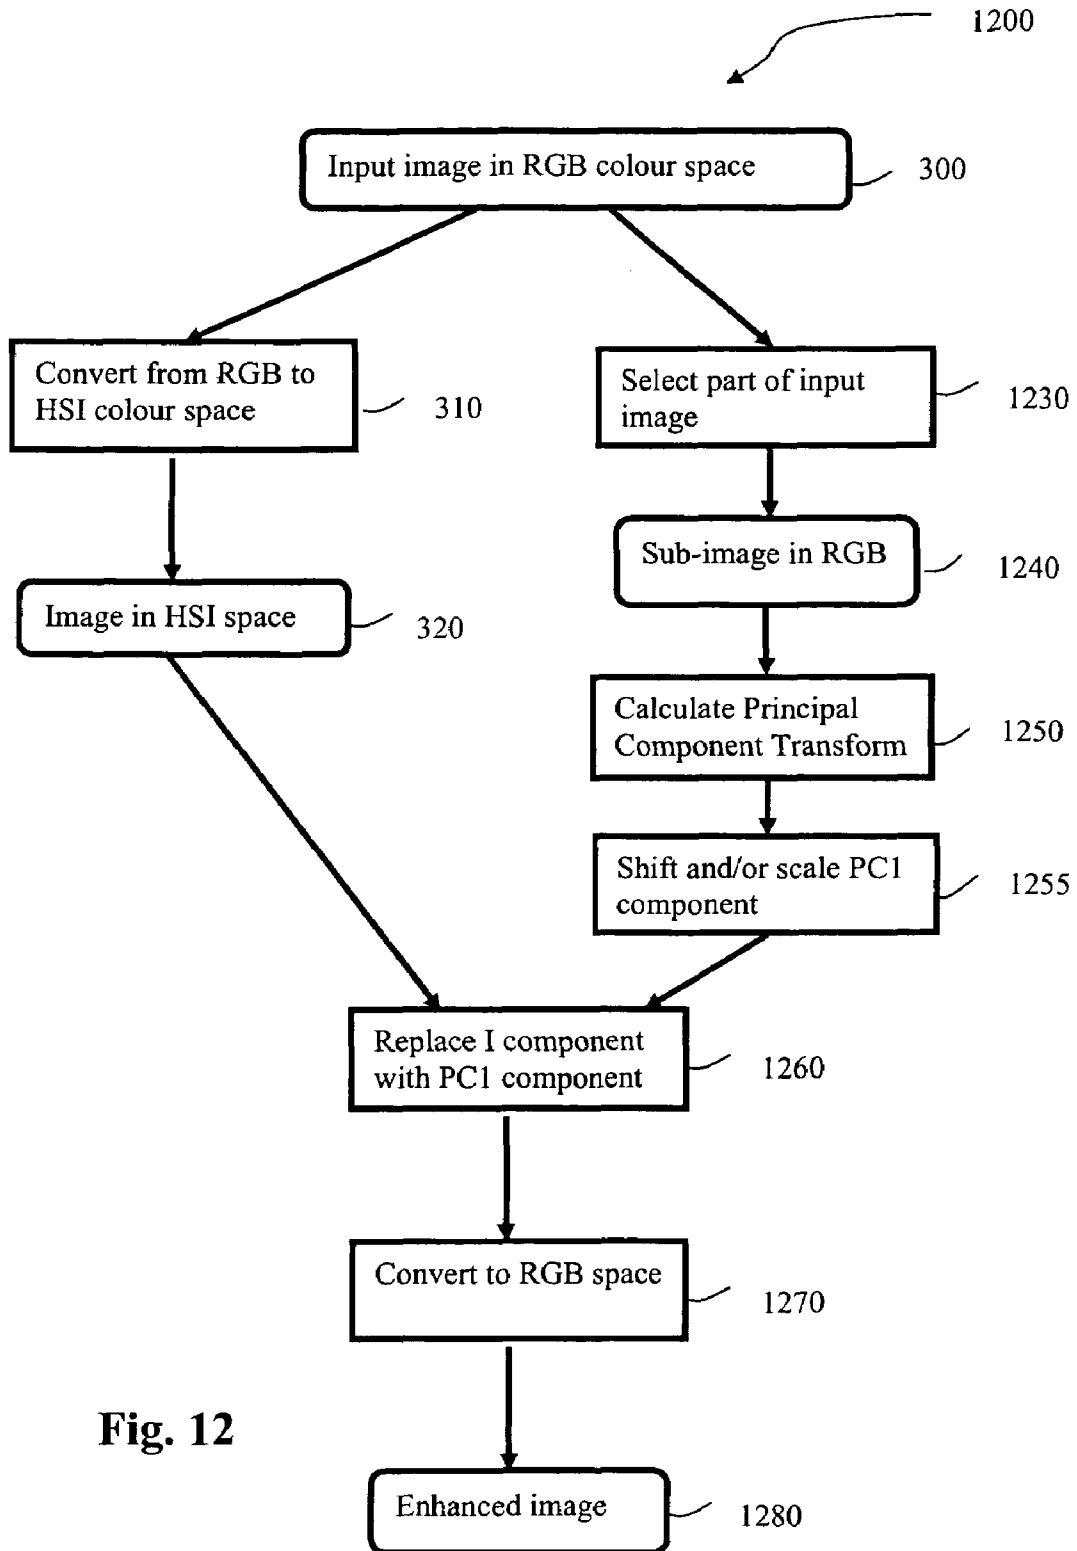 1200
Input image in RGB colour space
300
Convert from RGB to
HSI colour space
310
Select part of input
image
1230
Sub-image in RGB
1240
Image in HSI space
320
Calculate Principal
Component Transform
1250
Shift and/or scale PC1
component
1255
Replace I component
with PC1 component
1260
Convert to RGB space
1270
Fig. 12
Enhanced image
1280